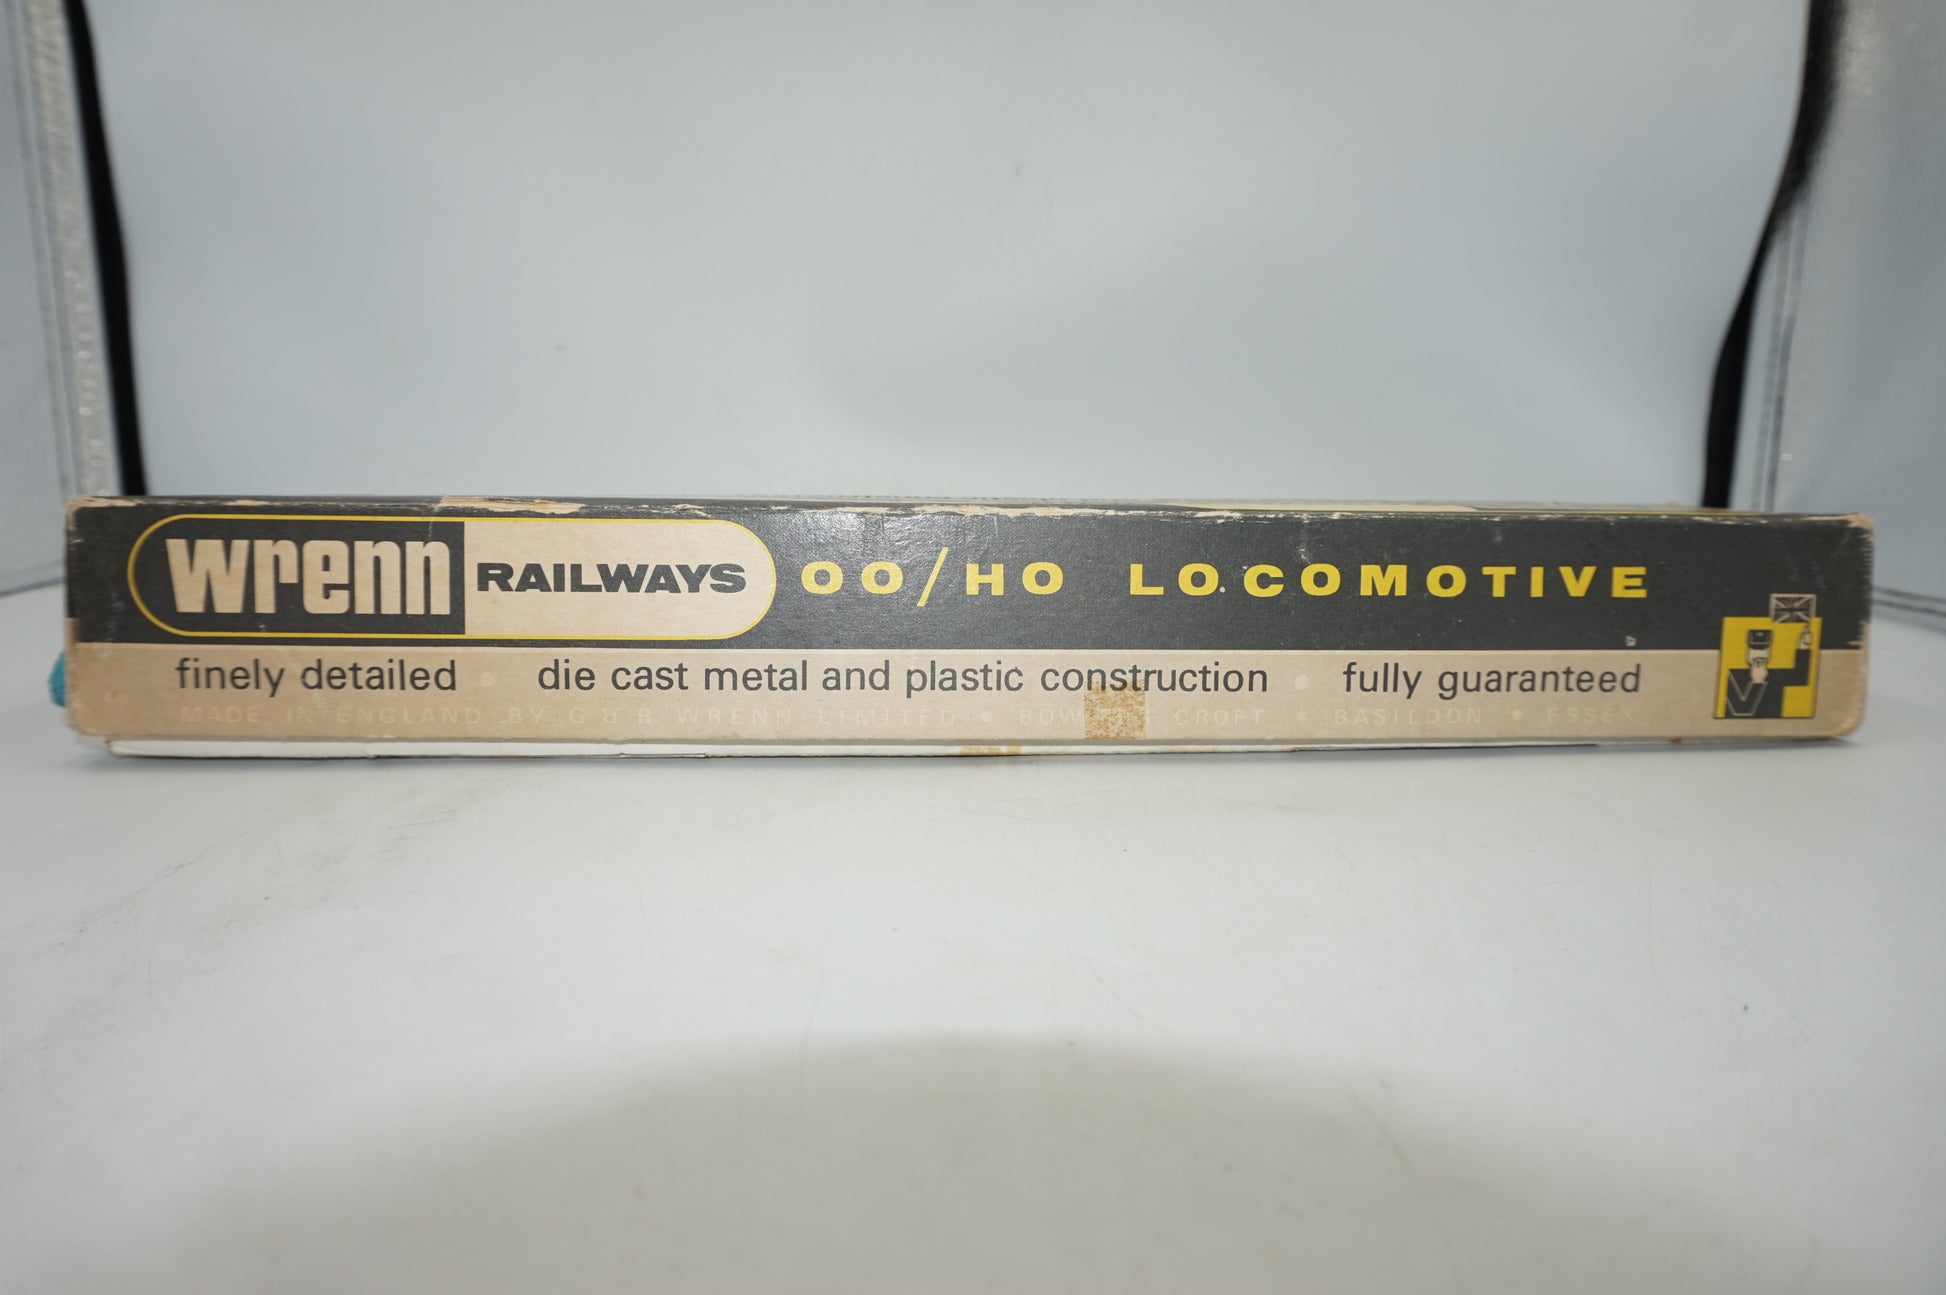 wrenn RAILWAYS OO/HO LOCOMOTIVE
finely detailed • die cast metal and plastic construction • fully guaranteed
MADE IN ENGLAND BY G & R WRENN LIMITED • CROFT • BASILDON • ESSEX